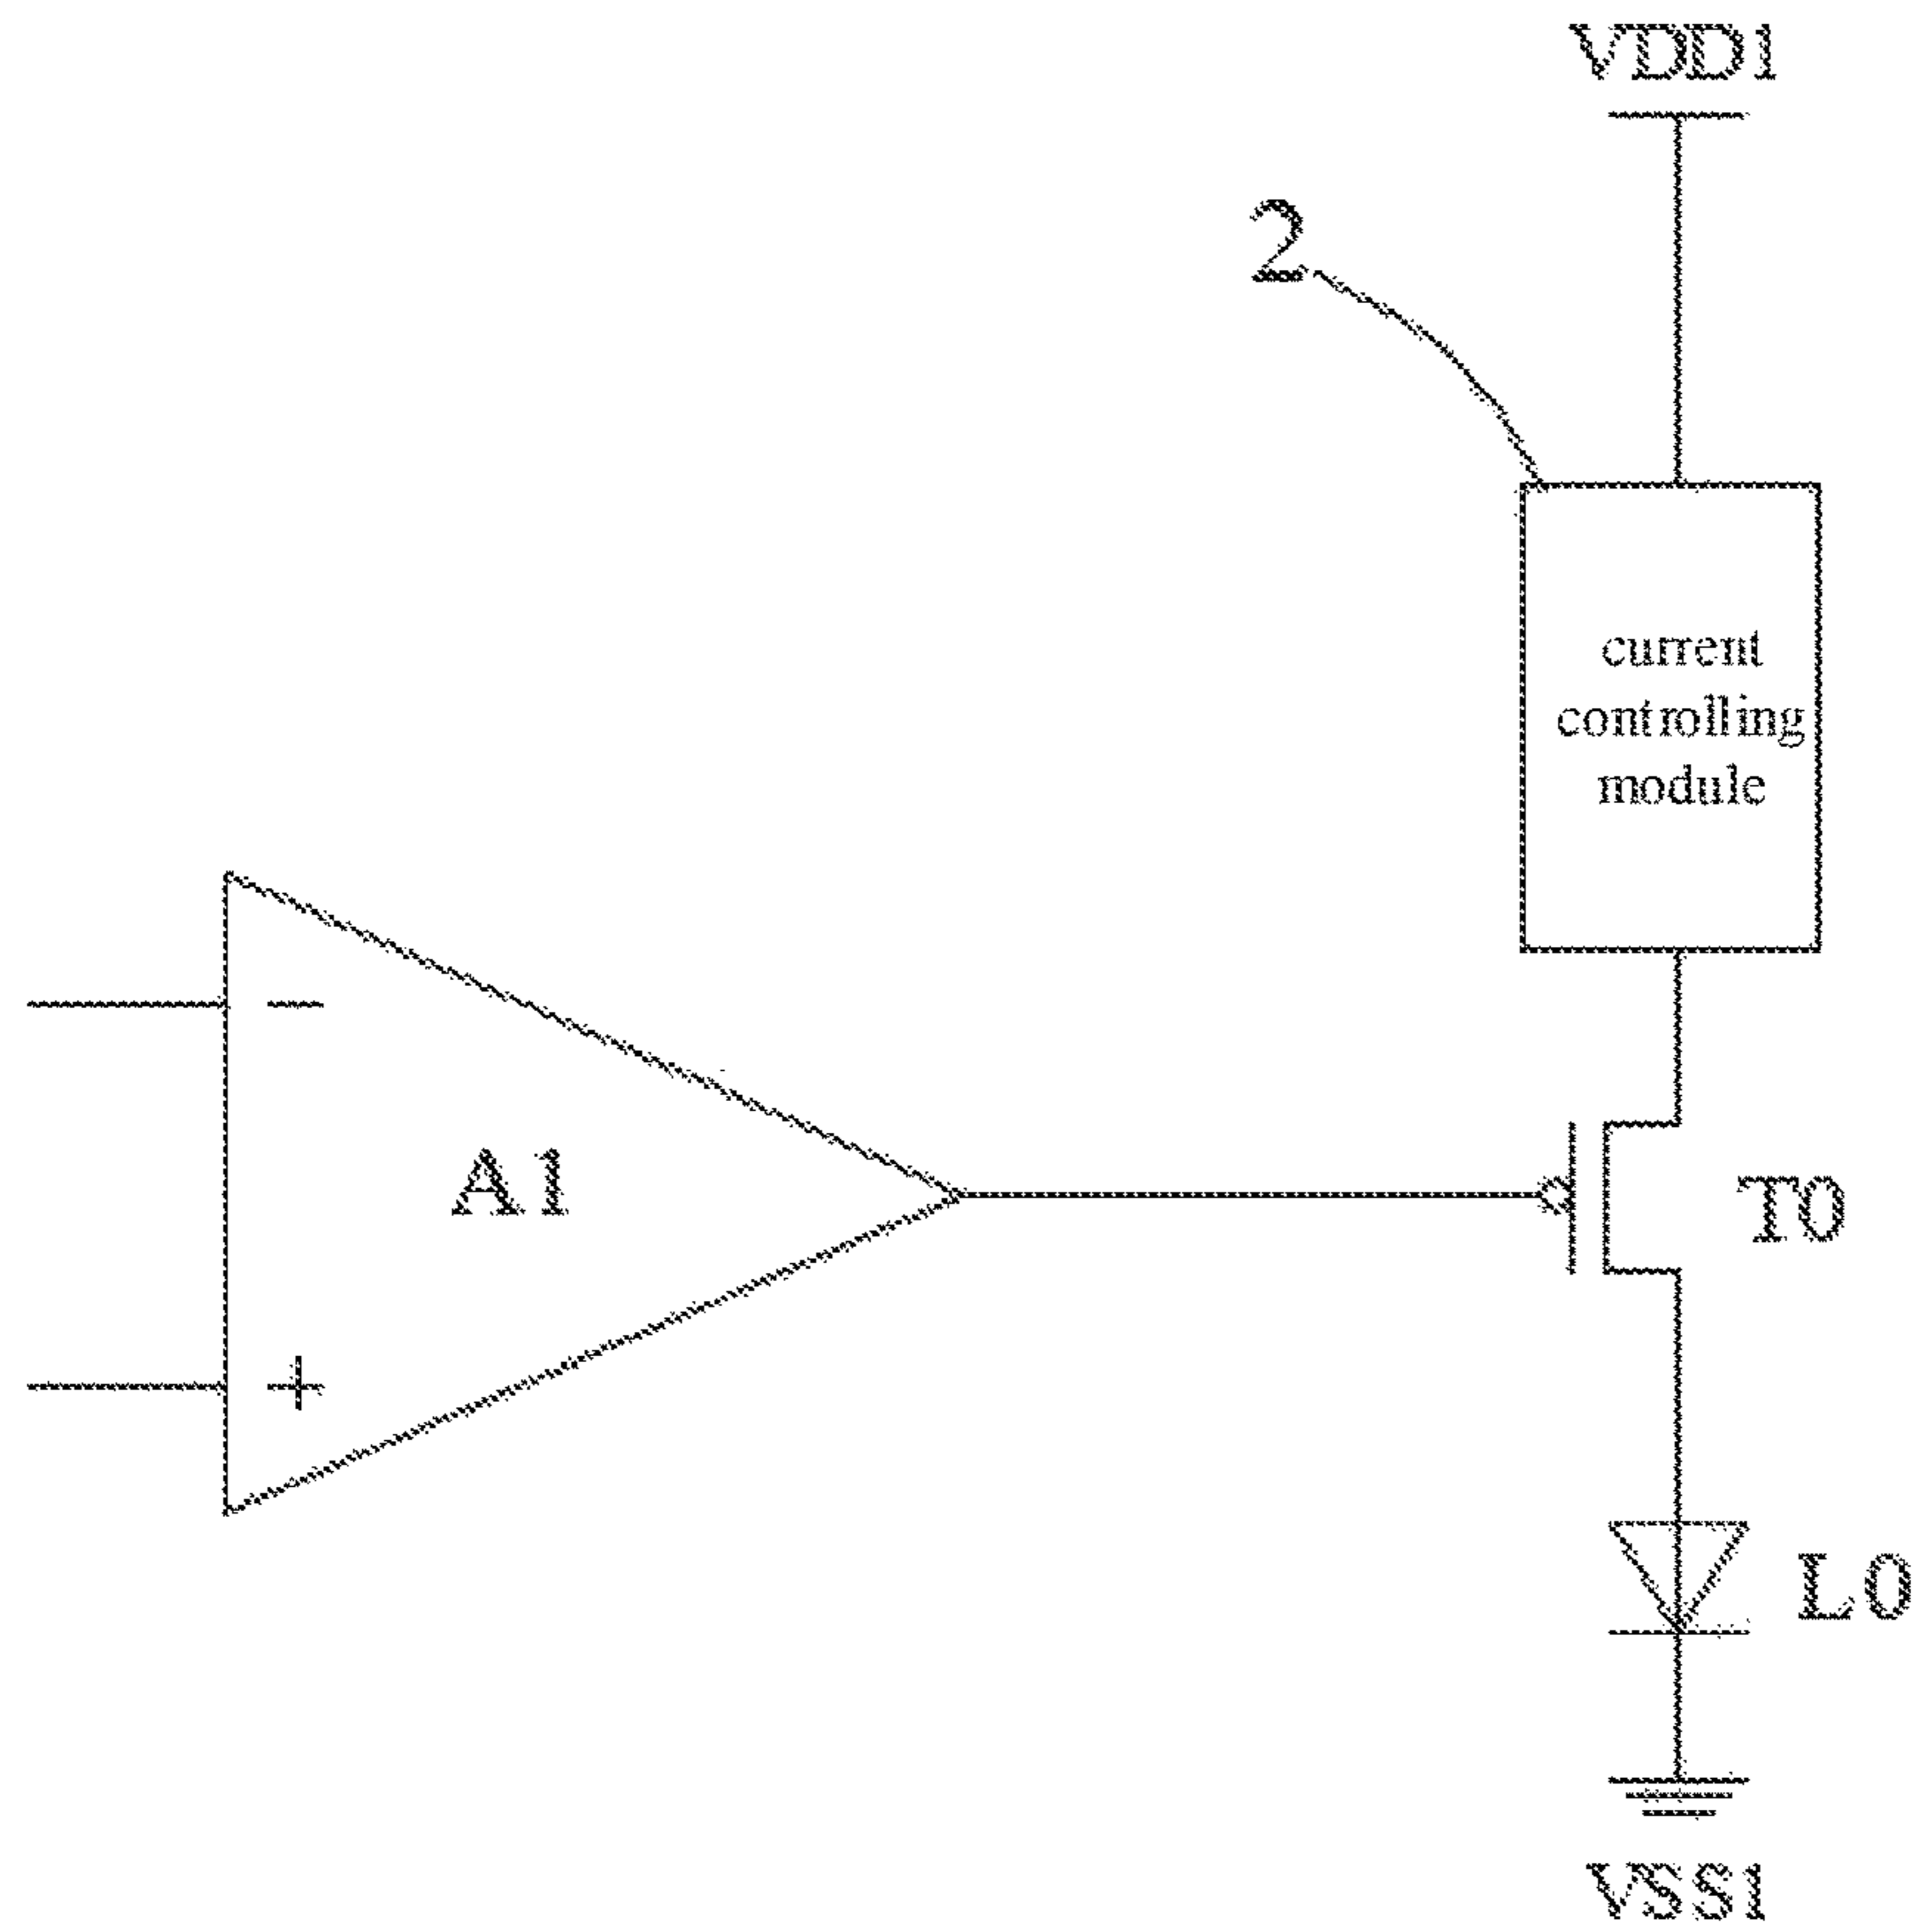 VDD1
2
current
controlling
module
−
A1
T0
+
L0
VSS1